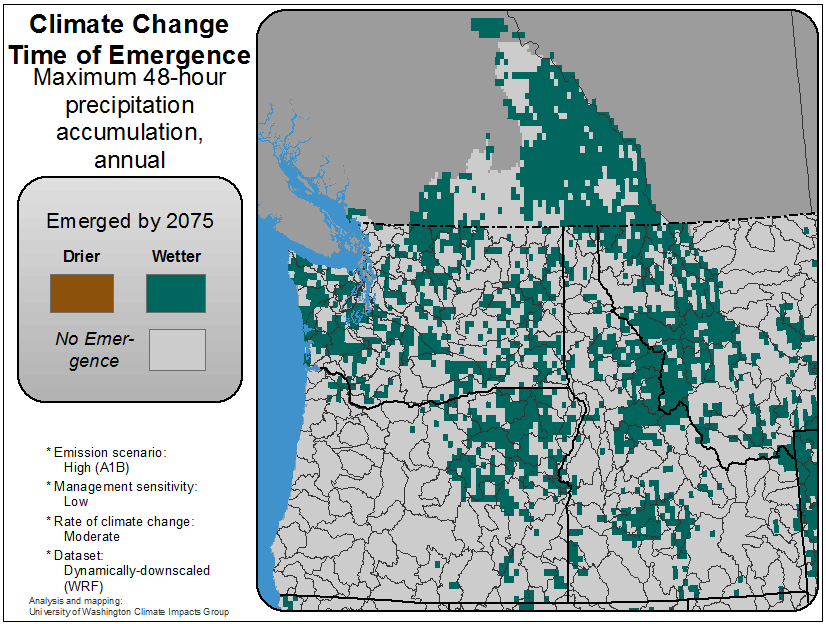 Climate Change
Time of Emergence
Maximum 48-hour
precipitation
accumulation,
annual
Emerged by 2075
Drier Wetter
No Emer-
gence
* Emission scenario:
High (A1B)
* Management sensitivity:
Low
* Rate of climate change:
Moderate
* Dataset:
Dynamically-downscaled
(WRF)
Analysis and mapping:
University of Washington Climate Impacts Group